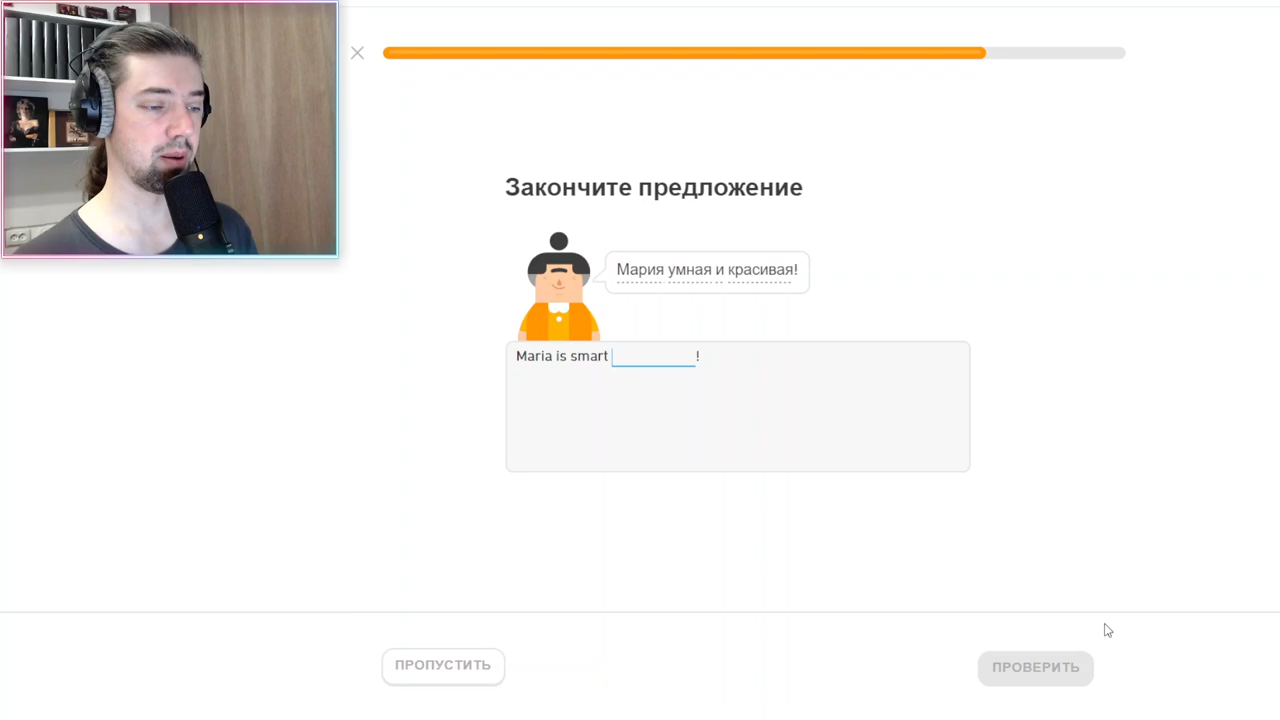 Закончите предложение
Мария умная и красивая!
Maria is smart !
ПРОПУСТИТЬ
ПРОВЕРИТЬ